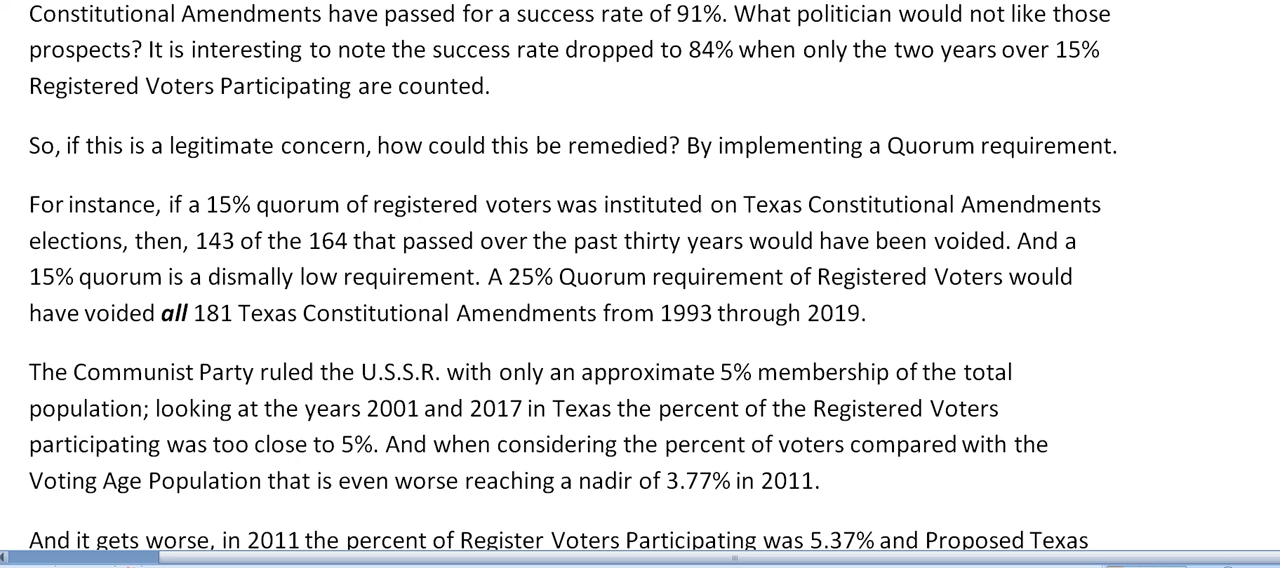 Constitutional Amendments have passed for a success rate of 91%. What politician would not like those
prospects? It is interesting to note the success rate dropped to 84% when only the two years over 15%
Registered Voters Participating are counted.
So, if this is a legitimate concern, how could this be remedied? By implementing a Quorum requirement.
For instance, if a 15% quorum of registered voters was instituted on Texas Constitutional Amendments
elections, then, 143 of the 164 that passed over the past thirty years would have been voided. And a
15% quorum is a dismally low requirement. A 25% Quorum requirement of Registered Voters would
have voided all 181 Texas Constitutional Amendments from 1993 through 2019.
The Communist Party ruled the U.S.S.R. with only an approximate 5% membership of the total
population; looking at the years 2001 and 2017 in Texas the percent of the Registered Voters
participating was too close to 5%. And when considering the percent of voters compared with the
Voting Age Population that is even worse reaching a nadir of 3.77% in 2011.
And it gets worse, in 2011 the percent of Register Voters Participating was 5.37% and Proposed Texas